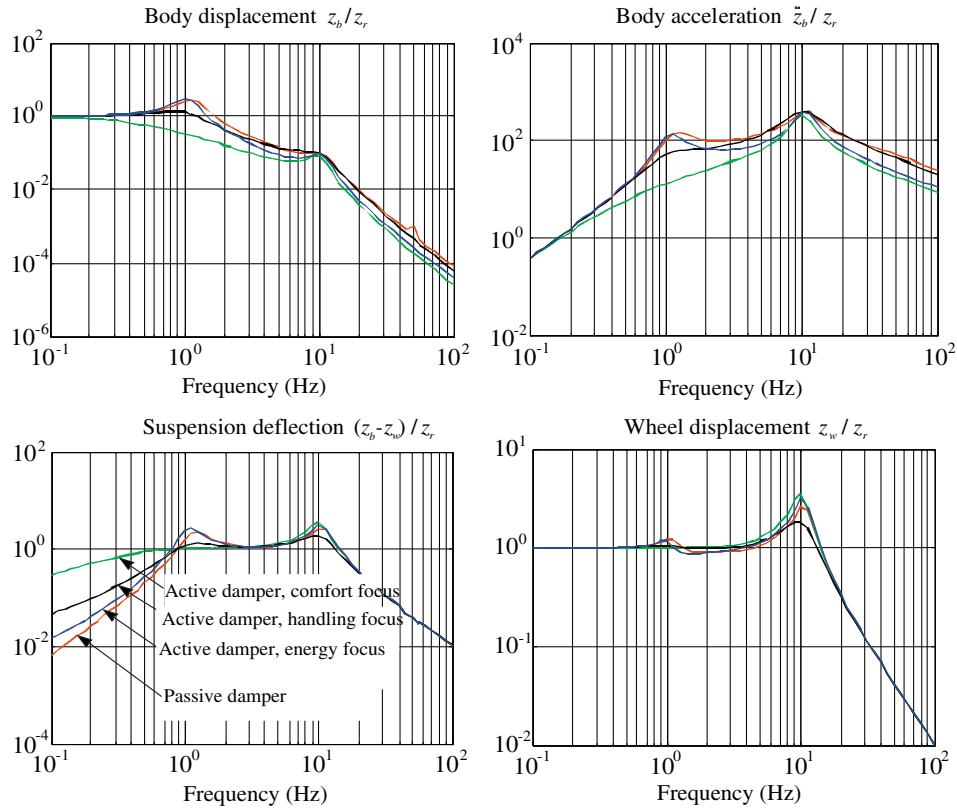 Body displacement z_b / z_r
10^2
10^0
10^-2
10^-4
10^-6
10^-1 10^0 10^1 10^2
Frequency (Hz)
Body acceleration z̈_b / z_r
10^4
10^2
10^0
10^-2
10^-1 10^0 10^1 10^2
Frequency (Hz)
Suspension deflection (z_b-z_w) / z_r
10^2
10^0
10^-2
10^-4
Active damper, comfort focus
Active damper, handling focus
Active damper, energy focus
Passive damper
10^-1 10^0 10^1 10^2
Frequency (Hz)
Wheel displacement z_w / z_r
10^1
10^0
10^-1
10^-2
10^-1 10^0 10^1 10^2
Frequency (Hz)